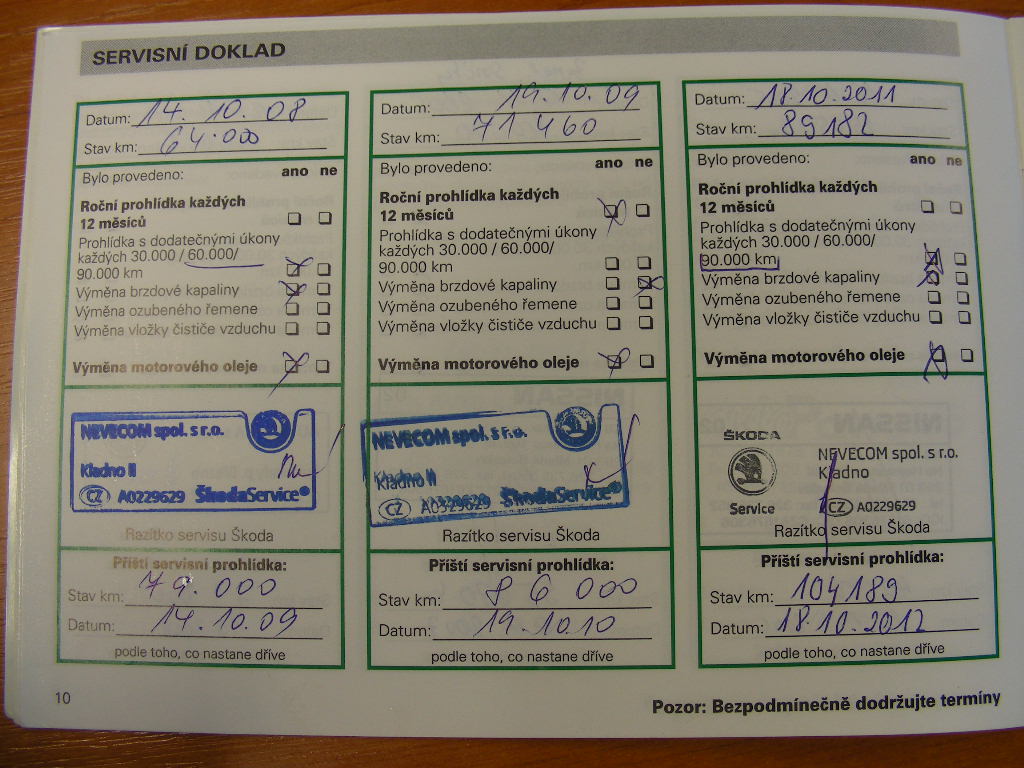 SERVISNÍ DOKLAD
Datum: 14. 10. 08
Stav km: 64.000
Bylo provedeno: ano ne
Roční prohlídka každých
12 měsíců
Prohlídka s dodatečnými úkony
každých 30.000 / 60.000/
90.000 km
Výměna brzdové kapaliny
Výměna ozubeného řemene
Výměna vložky čističe vzduchu
Výměna motorového oleje
NEVECOM spol. s r.o.
Kladno II
CZ A0229629 ŠkodaService®
Razítko servisu Škoda
Příští servisní prohlídka:
Stav km: 79.000
Datum: 14.10.09
podle toho, co nastane dříve
Datum: 19.10.09
Stav km: 71 460
Bylo provedeno: ano ne
Roční prohlídka každých
12 měsíců
Prohlídka s dodatečnými úkony
každých 30.000 / 60.000/
90.000 km
Výměna brzdové kapaliny
Výměna ozubeného řemene
Výměna vložky čističe vzduchu
Výměna motorového oleje
NEVECOM spol. s r.o.
Kladno II
CZ A0329629 ŠkodaService®
Razítko servisu Škoda
Příští servisní prohlídka:
Stav km: 86 000
Datum: 19.10.10
podle toho, co nastane dříve
Datum: 18.10.2011
Stav km: 89182
Bylo provedeno: ano ne
Roční prohlídka každých
12 měsíců
Prohlídka s dodatečnými úkony
každých 30.000 / 60.000/
90.000 km
Výměna brzdové kapaliny
Výměna ozubeného řemene
Výměna vložky čističe vzduchu
Výměna motorového oleje
ŠKODA
NEVECOM spol. s r.o.
Kladno
Service CZ A0229629
Razítko servisu Škoda
Příští servisní prohlídka:
Stav km: 104189
Datum: 18.10.2012
podle toho, co nastane dříve
10
Pozor: Bezpodmínečně dodržujte termíny